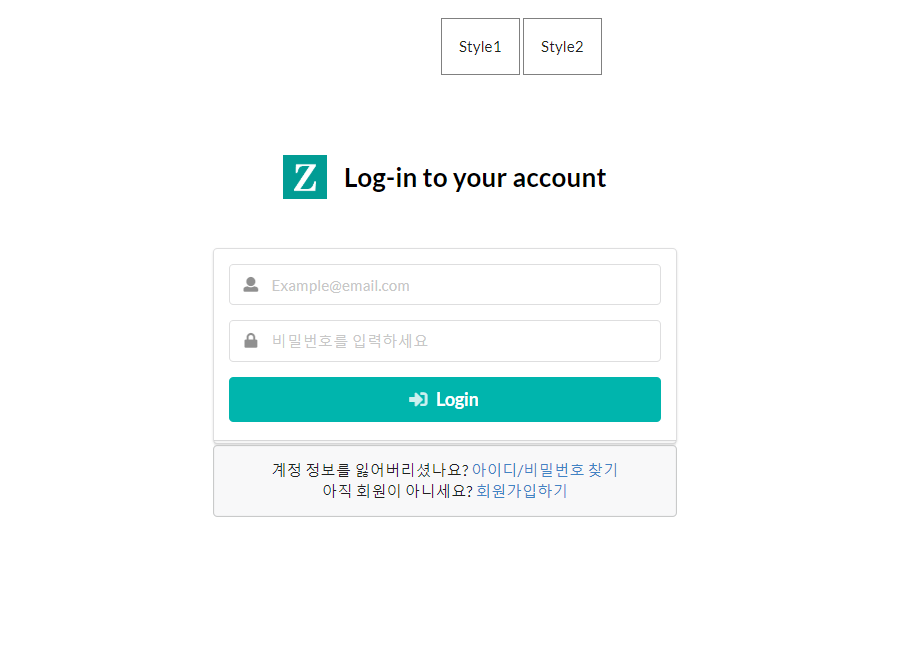 Style1 Style2
Z Log-in to your account
Example@email.com
비밀번호를 입력하세요
Login
계정 정보를 잃어버리셨나요? 아이디/비밀번호 찾기
아직 회원이 아니세요? 회원가입하기